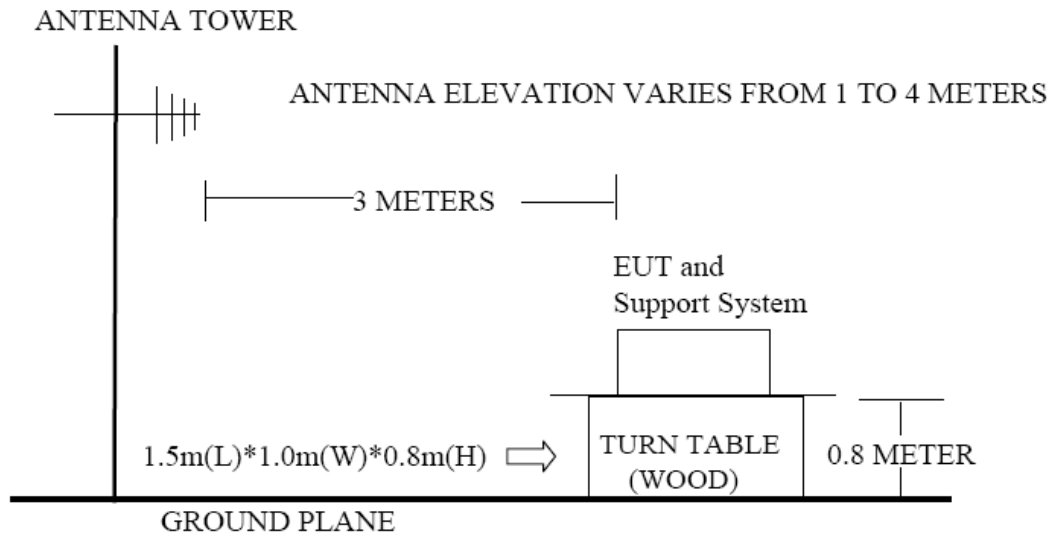 ANTENNA TOWER
ANTENNA ELEVATION VARIES FROM 1 TO 4 METERS
3 METERS
EUT and
Support System
1.5m(L)*1.0m(W)*0.8m(H)
TURN TABLE
(WOOD)
0.8 METER
GROUND PLANE